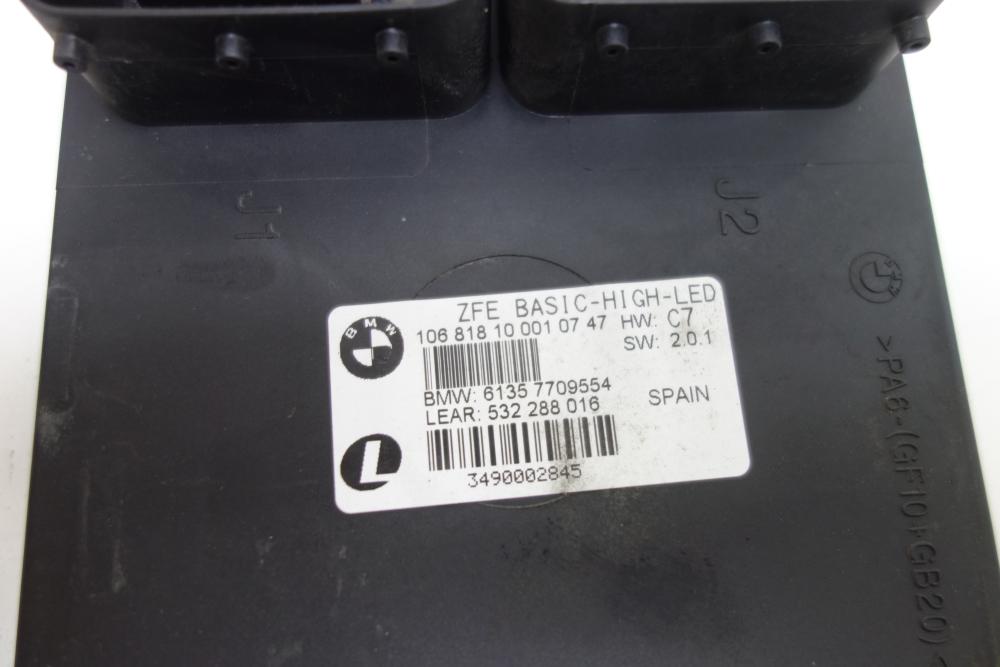 J1
J2
ZFE BASIC-HIGH-LED
BMW
106 818 10 001 07 47 HW: C7
SW: 2.0.1
BMW: 6135 7709554
LEAR: 532 288 016 SPAIN
L
3490002845
>PA6-(GF10+GB20)<